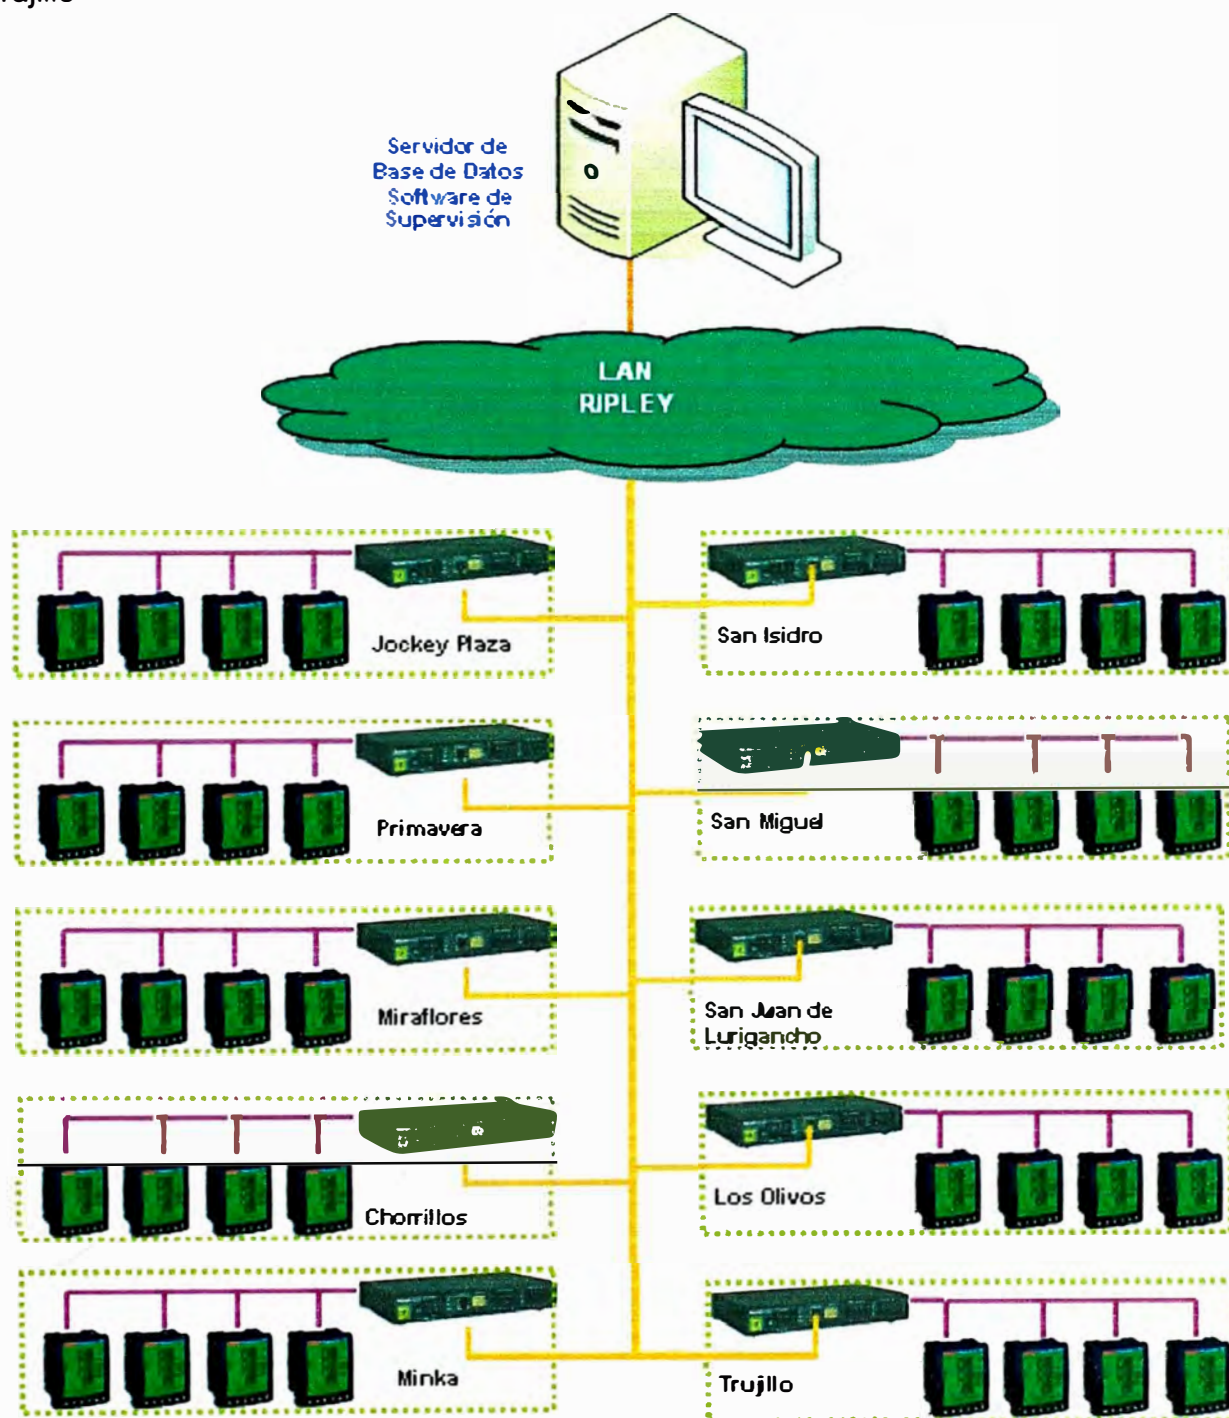 Servidor de
Base de Datos
Software de
Supervisión
LAN
RIPLEY
Jockey Plaza
San Isidro
Primavera
San Miguel
Miraflores
San Juan de
Lurigancho
Chorrillos
Los Olivos
Minka
Trujillo